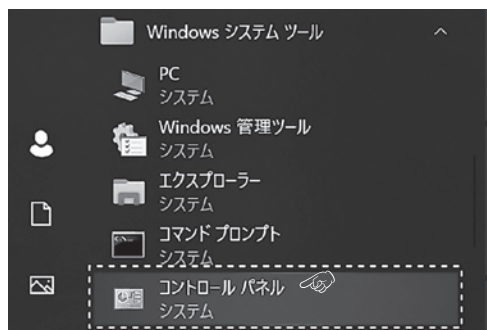 Windows システム ツール
PC
システム
Windows 管理ツール
システム
エクスプローラー
システム
コマンド プロンプト
システム
コントロール パネル
システム